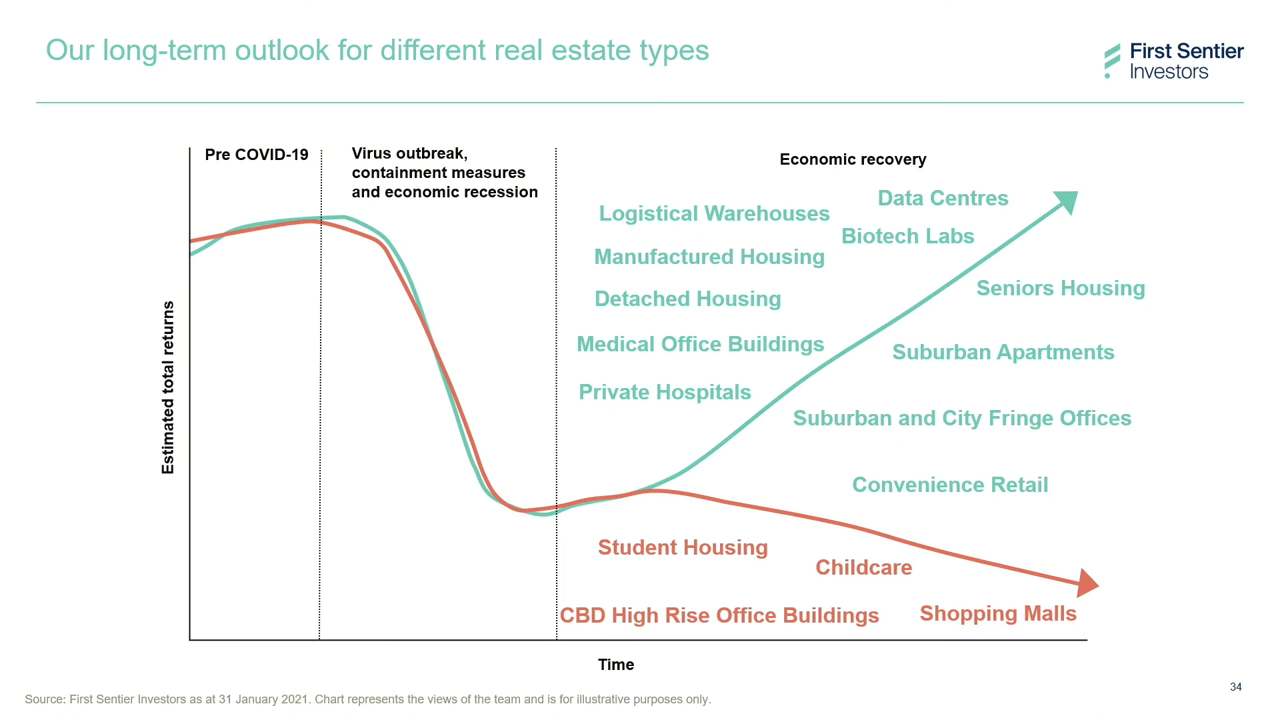 Our long-term outlook for different real estate types
First Sentier
Investors
Pre COVID-19
Virus outbreak,
containment measures
and economic recession
Economic recovery
Data Centres
Logistical Warehouses
Biotech Labs
Manufactured Housing
Seniors Housing
Detached Housing
Medical Office Buildings
Suburban Apartments
Private Hospitals
Suburban and City Fringe Offices
Convenience Retail
Student Housing
Childcare
CBD High Rise Office Buildings
Shopping Malls
Estimated total returns
Time
34
Source: First Sentier Investors as at 31 January 2021. Chart represents the views of the team and is for illustrative purposes only.